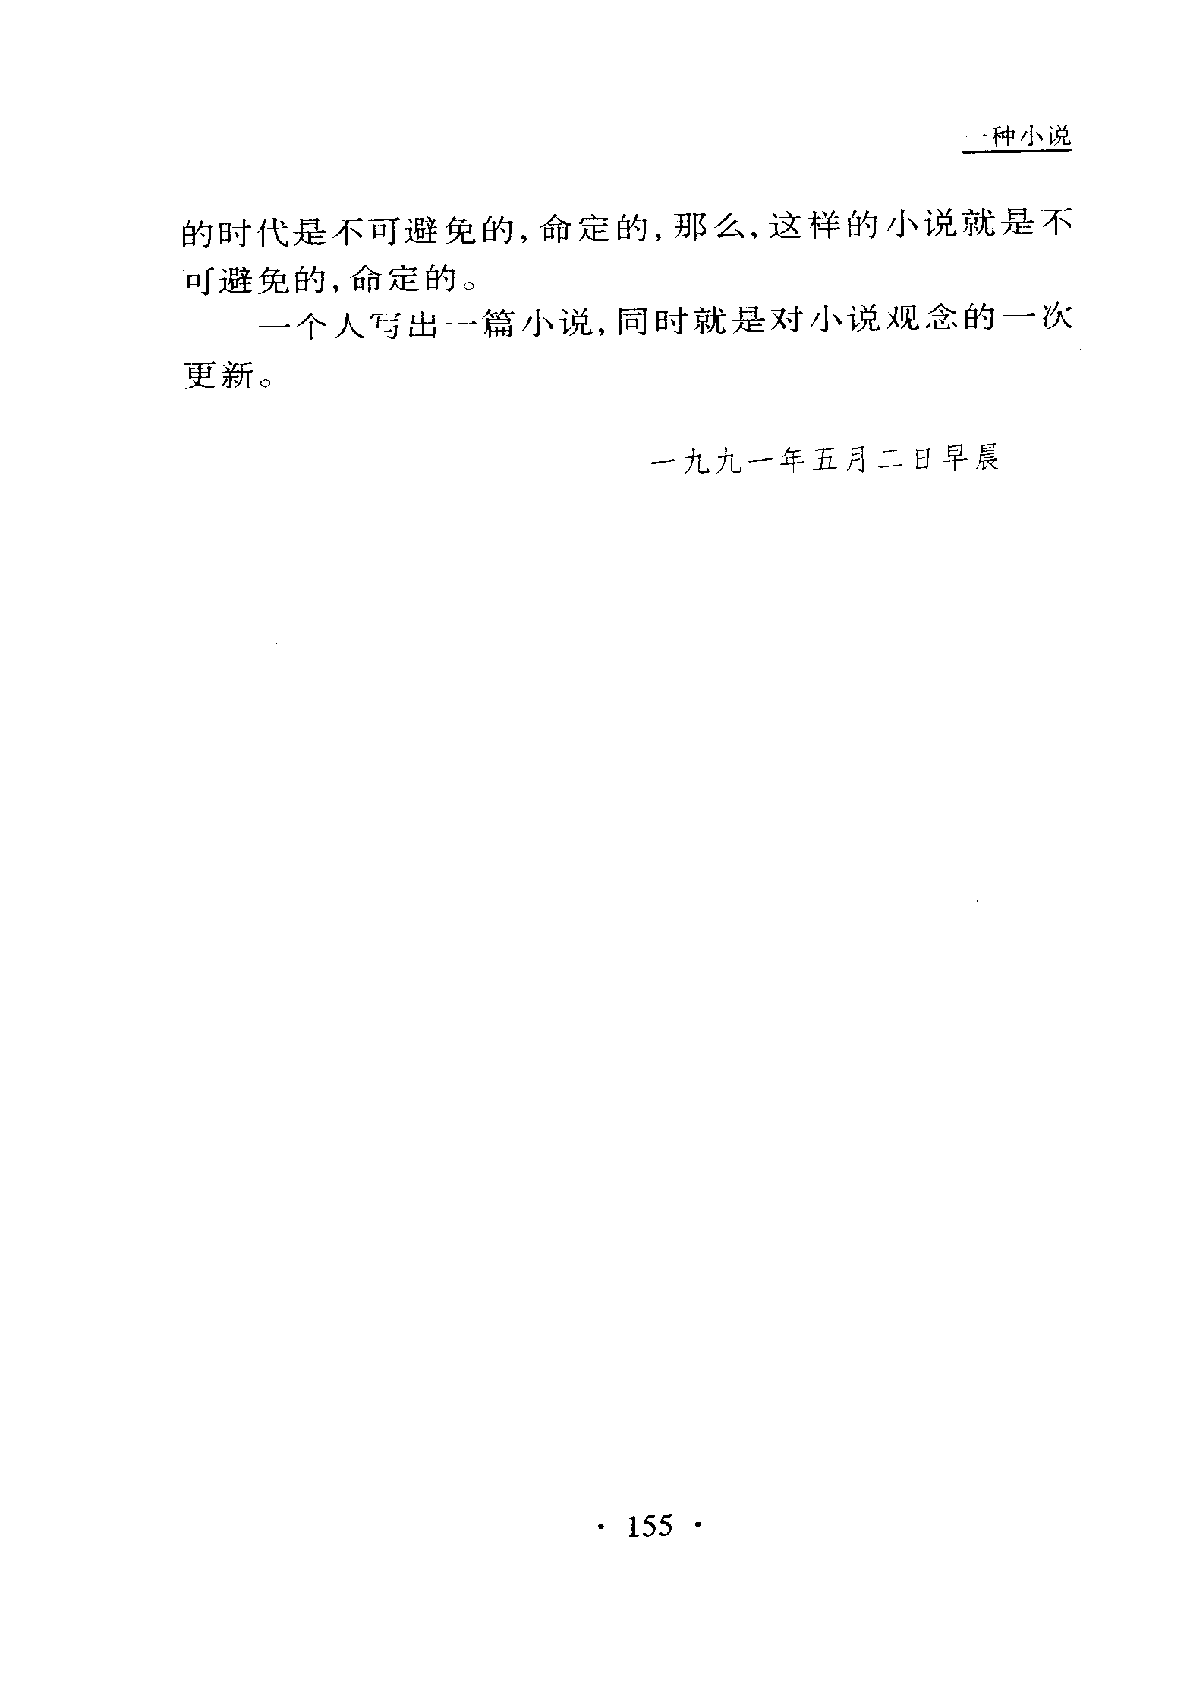 一种小说
的时代是不可避免的,命定的,那么,这样的小说就是不
可避免的,命定的。
一个人写出一篇小说,同时就是对小说观念的一次
更新。
一九九一年五月二日早晨
· 155 ·